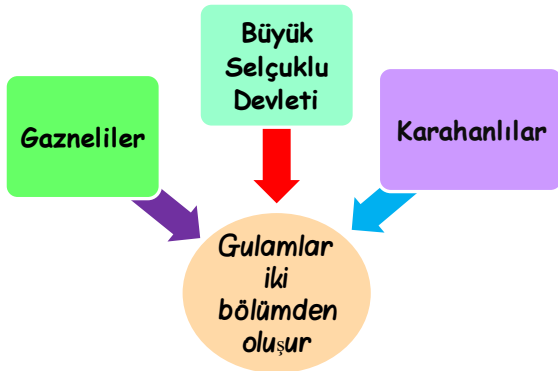 Büyük
Selçuklu
Devleti
Gazneliler
Karahanlılar
Gulamlar
iki
bölümden
oluşur